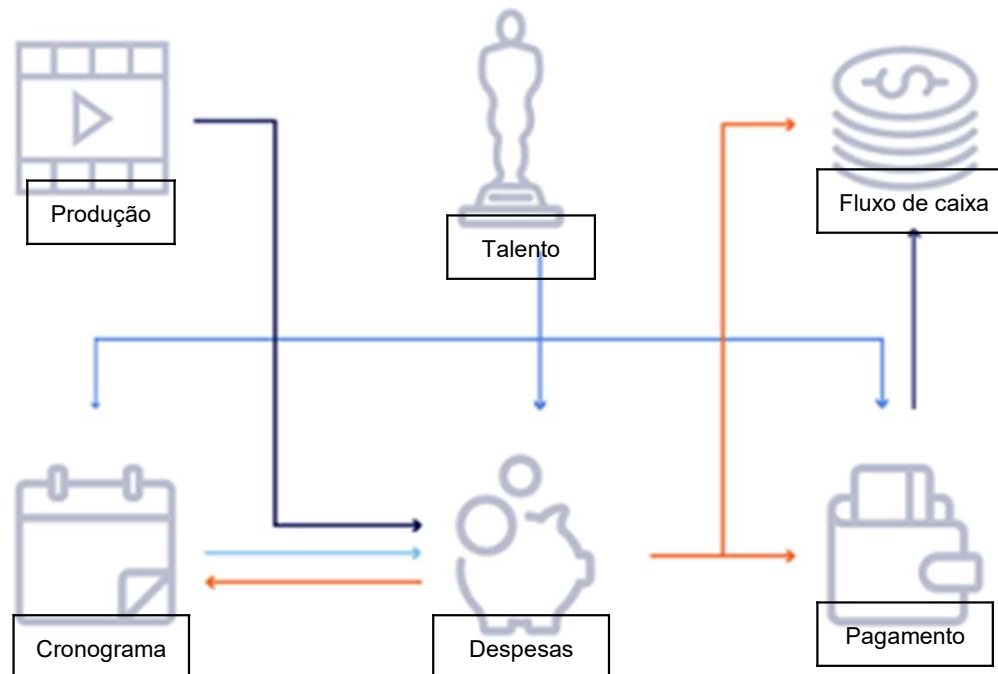 Produção
Talento
Fluxo de caixa
Cronograma
Despesas
Pagamento